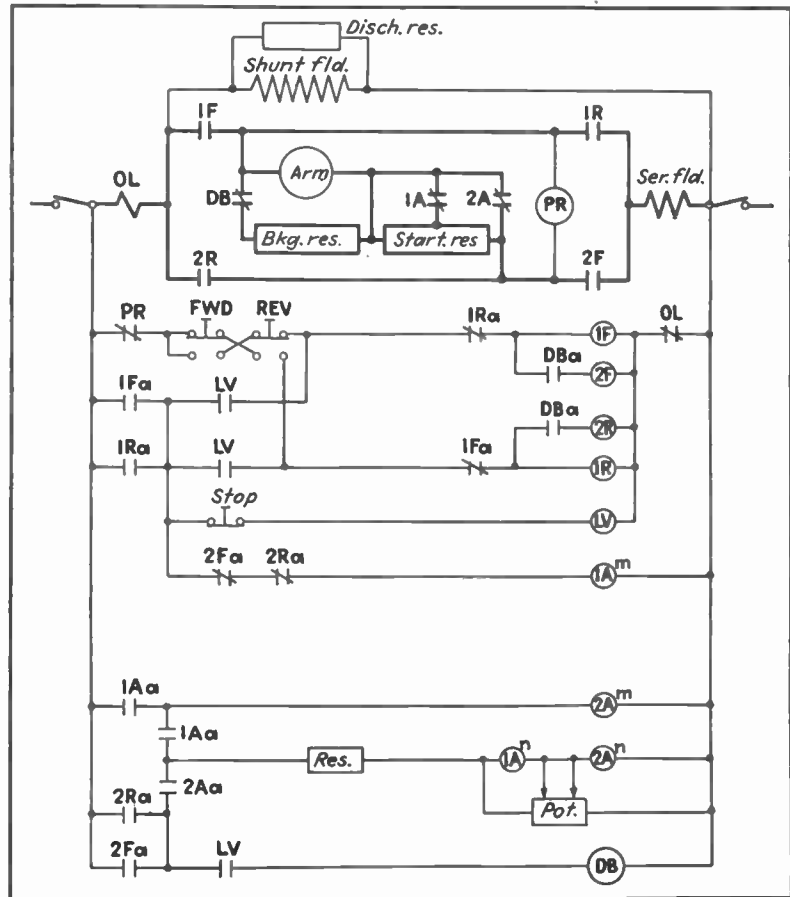 Disch. res.
Shunt fld.
1F
1R
OL
Arm
DB
1A
2A
PR
Ser. fld.
Bkg. res.
Start. res
2R
2F
PR
FWD
REV
1Ra
1F
OL
DBa
2F
1Fa
LV
DBa
2R
1Ra
LV
1Fa
1R
Stop
LV
2Fa
2Ra
1A m
1Aa
2A m
1Aa
Res.
1A n
2A n
2Aa
2Ra
Pot.
2Fa
LV
DB